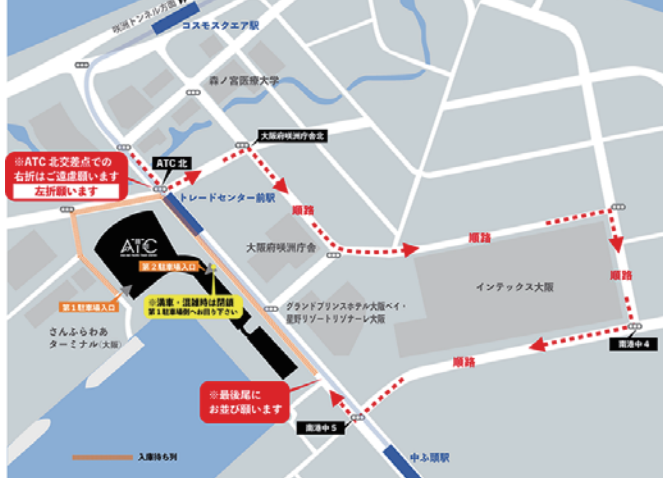 咲洲トンネル方面
コスモスクエア駅
森ノ宮医療大学
大阪府咲洲庁舎北
※ATC北交差点での
右折はご遠慮願います
左折願います
ATC 北
トレードセンター前駅
順路
順路
順路
順路
ATC
大阪府咲洲庁舎
インテックス大阪
第2駐車場入口
第1駐車場入口
※満車・混雑時は閉鎖
第1駐車場側へお回り下さい
グランドプリンスホテル大阪ベイ・
星野リゾートリゾナーレ大阪
さんふらわあ
ターミナル(大阪)
南港中4
※最後尾に
お並び願います
南港中5
中ふ頭駅
入庫待ち列